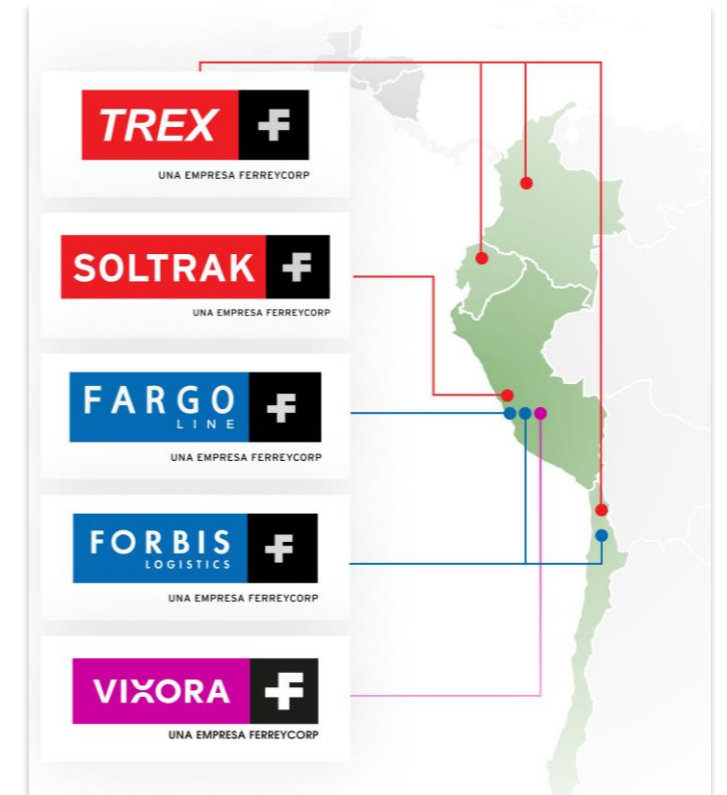 TREX
UNA EMPRESA FERREYCORP
SOLTRAK
UNA EMPRESA FERREYCORP
FARGO
LINE
UNA EMPRESA FERREYCORP
FORBIS
LOGISTICS
UNA EMPRESA FERREYCORP
VIXORA
UNA EMPRESA FERREYCORP